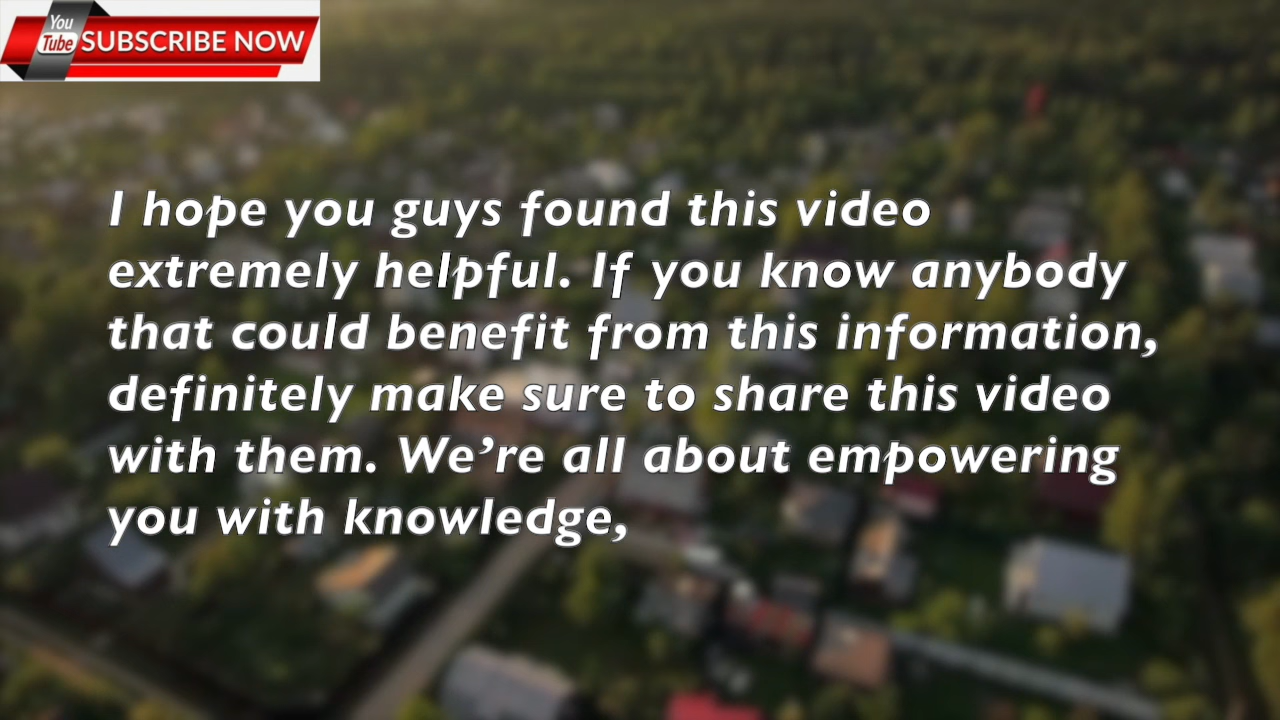 You
Tube
SUBSCRIBE NOW
I hope you guys found this video
extremely helpful. If you know anybody
that could benefit from this information,
definitely make sure to share this video
with them. We’re all about empowering
you with knowledge,